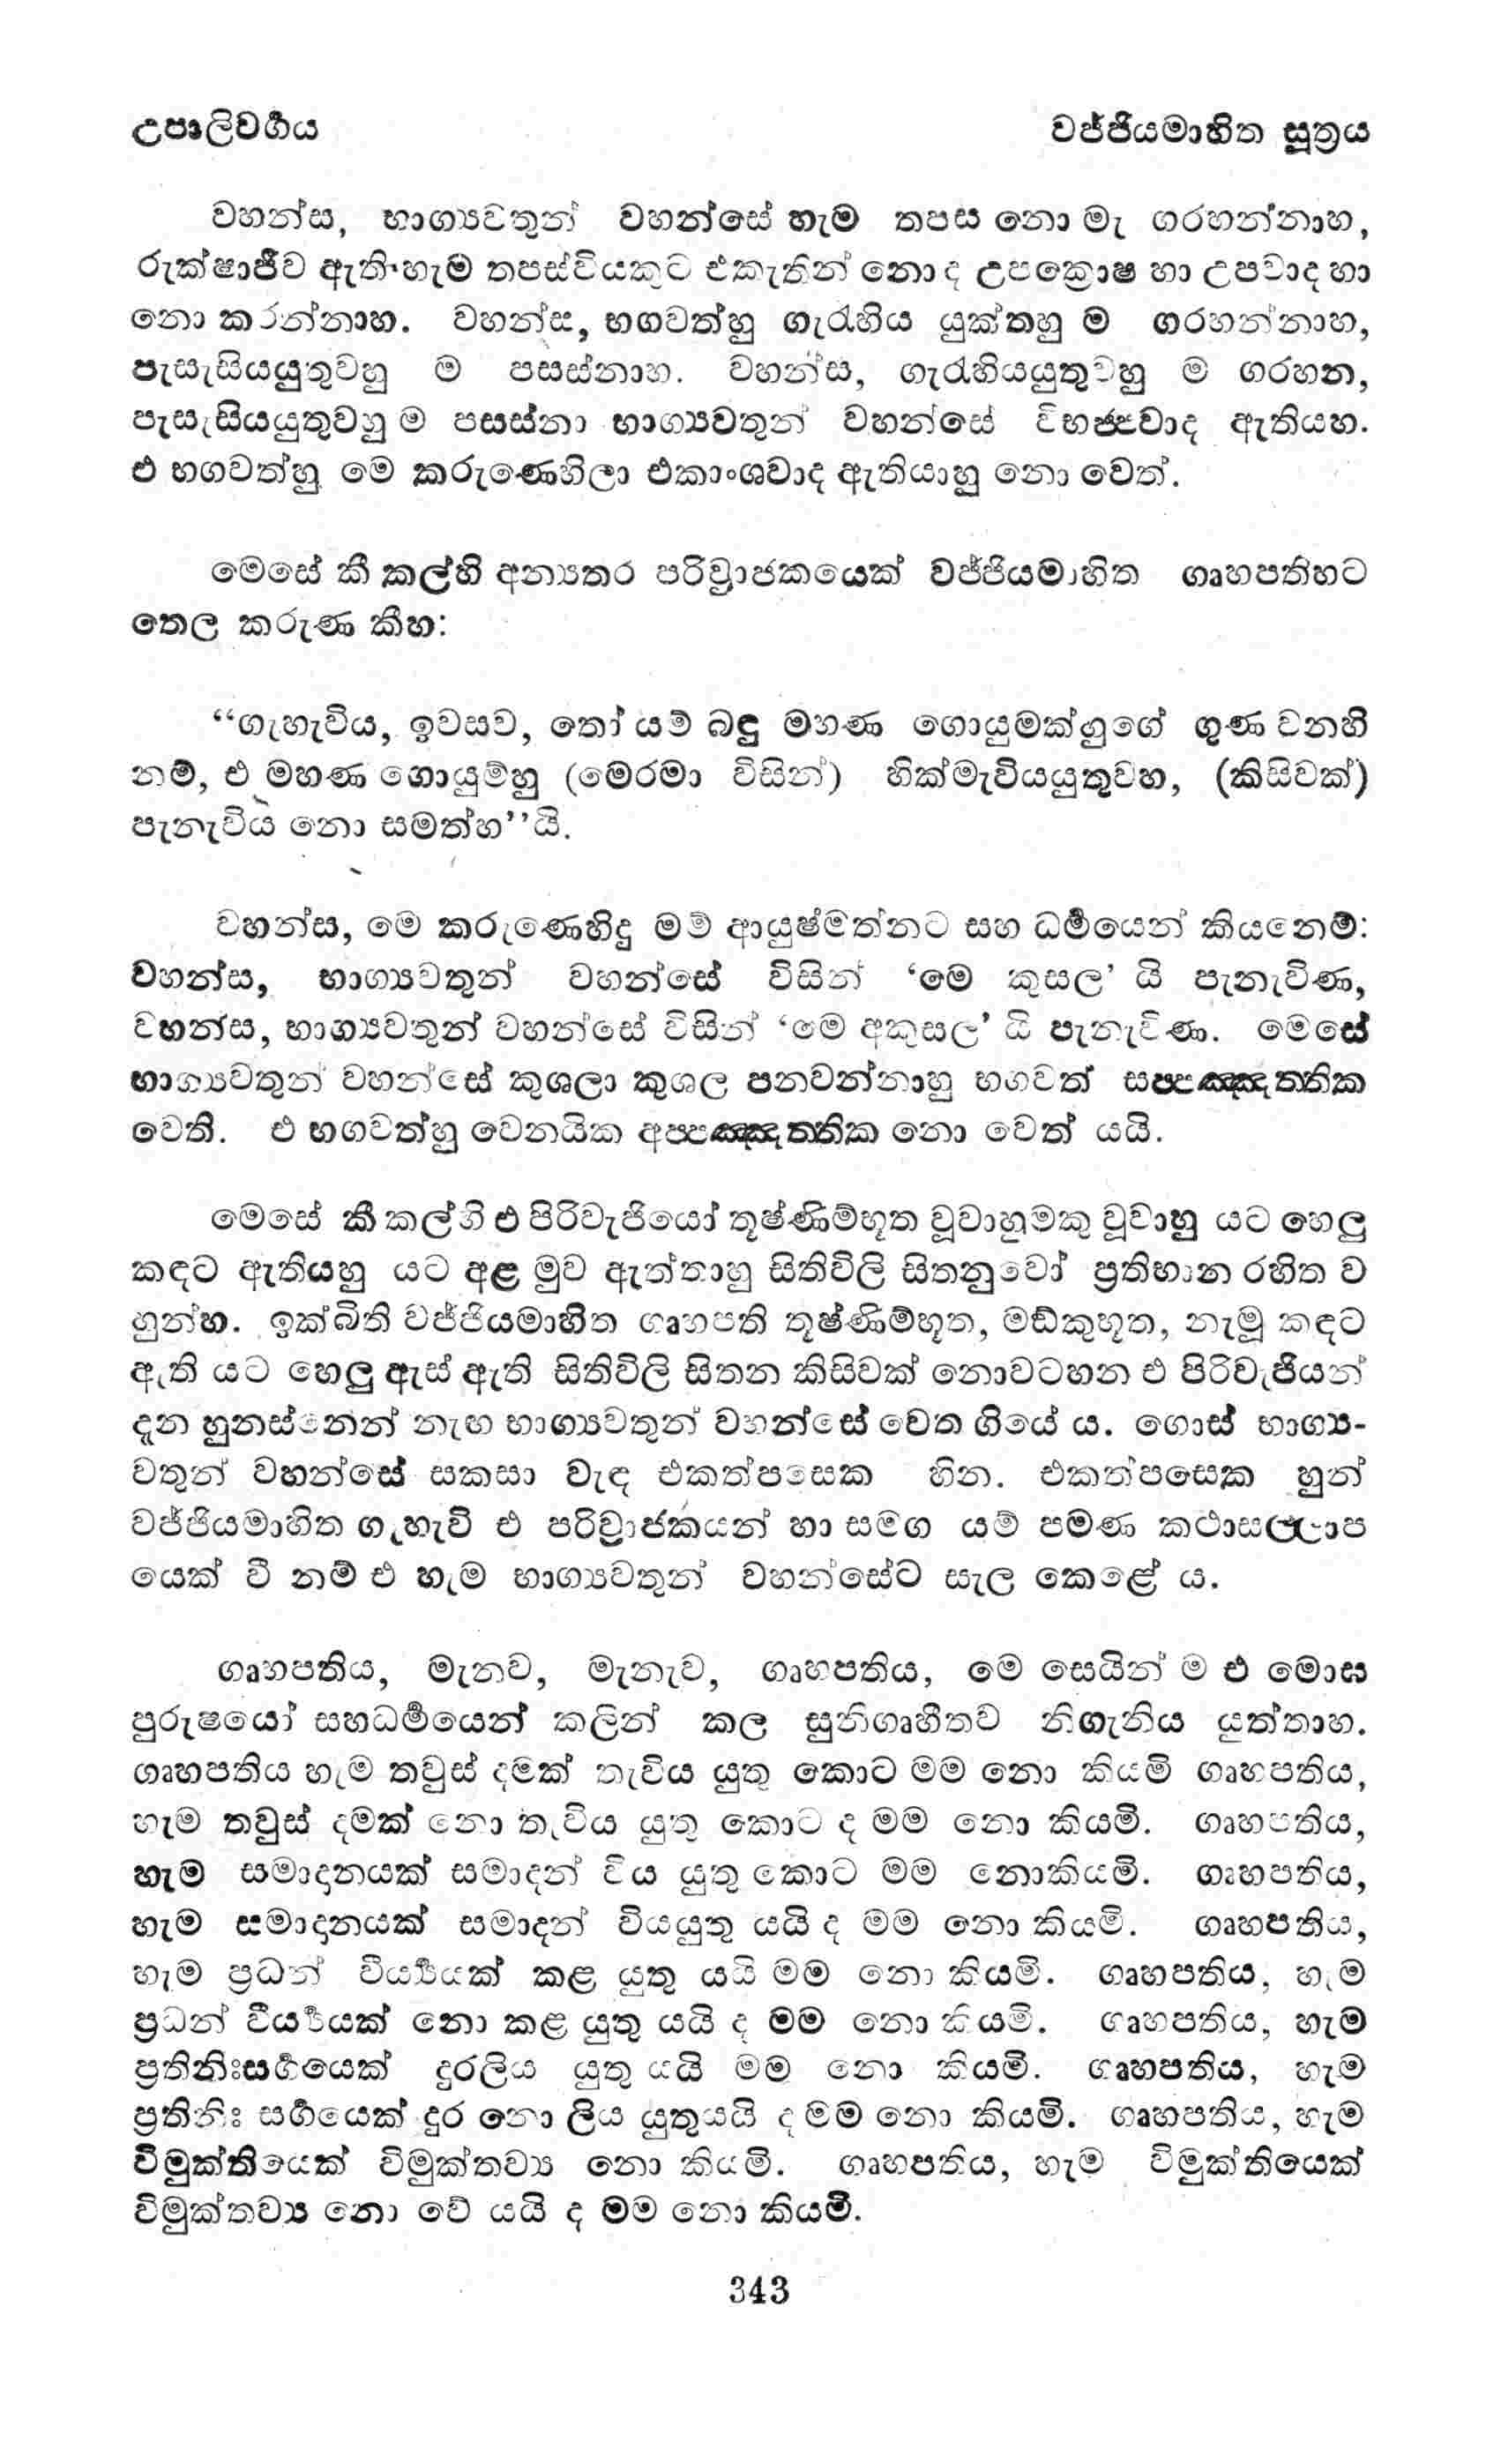 උපාලිවර්‍ගය වජ්ජියමාහිත සූත්‍රය
වහන්ස, භාග්‍යවතුන් වහන්සේ හැම තපස නො මැ ගරහන්නාහ,
රුක්ෂාජීව ඇති හැම තපස්වියකුට එකැතින් නො ද උපක්‍රොෂ හා උපවාද හා
නො කරන්නාහ. වහන්ස, භගවත්හු ගැරැහිය යුක්තහු ම ගරහන්නාහ,
පැසැසියයුතුවහු ම පසස්නාහ. වහන්ස, ගැරැහියයුතුවහු ම ගරහන,
පැසැසියයුතුවහු ම පසස්නා භාග්‍යවතුන් වහන්සේ විභජ්‍යවාද ඇතියහ.
එ භගවත්හු මෙ කරුණෙහිලා එකාංශවාද ඇතියාහු නො වෙත්.
මෙසේ කී කල්හි අන්‍යතර පරිව්‍රාජකයෙක් වජ්ජියමාහිත ගෘහපතිහට
තෙල කරුණ කීහ:
“ගැහැවිය, ඉවසව, තෝ යම් බඳු මහණ ගොයුමක්හුගේ ගුණ වනහි
නම්, එ මහණ ගොයුම්හු (මෙරමා විසින්) හික්මැවියයුතුවහ, (කිසිවක්)
පැනැවිය නො සමත්හ”යි.
වහන්ස, මෙ කරුණෙහිදු මම් ආයුෂ්මත්නට සහ ධර්‍මයෙන් කියනෙම්:
වහන්ස, භාග්‍යවතුන් වහන්සේ විසින් ‘මෙ කුසල’ යි පැනැවිණ,
වහන්ස, භාග්‍යවතුන් වහන්සේ විසින් ‘මෙ අකුසල’ යි පැනැවිණ. මෙසේ
භාග්‍යවතුන් වහන්සේ කුශලා කුශල පනවන්නාහු භගවත් සප්‍පඤ්ඤත්තික
වෙති. එ භගවත්හු වෙනයික අප්‍පඤ්ඤත්තික නො වෙත් යයි.
මෙසේ කී කල්හි එ පිරිවැජියෝ තූෂ්ණිම්භූත වූවාහුමකු වූවාහු යට හෙලු
කඳට ඇතියහු යට අළ මුව ඇත්තාහු සිතිවිලි සිතනුවෝ ප්‍රතිභාන රහිත ව
හුන්හ. ඉක්බිති වජ්ජියමාහිත ගෘහපති තූෂ්ණිම්භූත, මඩ්කුභූත, නැමූ කඳට
ඇති යට හෙලු ඇස් ඇති සිතිවිලි සිතන කිසිවක් නොවටහන එ පිරිවැජියන්
දැන හුනස්නෙන් නැඟ භාග්‍යවතුන් වහන්සේ වෙත ගියේ ය. ගොස් භාග්‍ය-
වතුන් වහන්සේ සකසා වැඳ එකත්පසෙක හින. එකත්පසෙක හුන්
වජ්ජියමාහිත ගැහැවි එ පරිව්‍රාජකයන් හා සමග යම් පමණ කථාසල්ලාප
යෙක් වී නම් එ හැම භාග්‍යවතුන් වහන්සේට සැල කෙළේ ය.
ගෘහපතිය, මැනව, මැනැව, ගෘහපතිය, මෙ සෙයින් ම එ මොඝ
පුරුෂයෝ සහධර්‍මයෙන් කලින් කල සුනිගෘහීතව නිගැනිය යුත්තාහ.
ගෘහපතිය හැම තවුස් දමක් තැවිය යුතු කොට මම නො කියමි ගෘහපතිය,
හැම තවුස් දමක් නො තැවිය යුතු කොට ද මම නො කියමි. ගෘහපතිය,
හැම සමාදානයක් සමාදන් විය යුතු කොට මම නොකියමි. ගෘහපතිය,
හැම සමාදානයක් සමාදන් වියයුතු යයි ද මම නො කියමි. ගෘහපතිය,
හැම ප්‍රධන් වීර්‍ය්‍යයක් කළ යුතු යයි මම නො කියමි. ගෘහපතිය, හැම
ප්‍රධන් වීර්‍ය්‍යයක් නො කළ යුතු යයි ද මම නො කියමි. ගෘහපතිය, හැම
ප්‍රතිනිඃසර්‍ගයෙක් දුරලිය යුතු යයි මම නො කියමි. ගෘහපතිය, හැම
ප්‍රතිනිඃ සර්‍ගයෙක් දුර නො ලිය යුතුයයි ද මම නො කියමි. ගෘහපතිය, හැම
විමුක්තියෙක් විමුක්තව්‍ය නො කියමි. ගෘහපතිය, හැම විමුක්තියෙක්
විමුක්තව්‍ය නො වේ යයි ද මම නො කියමි.
343